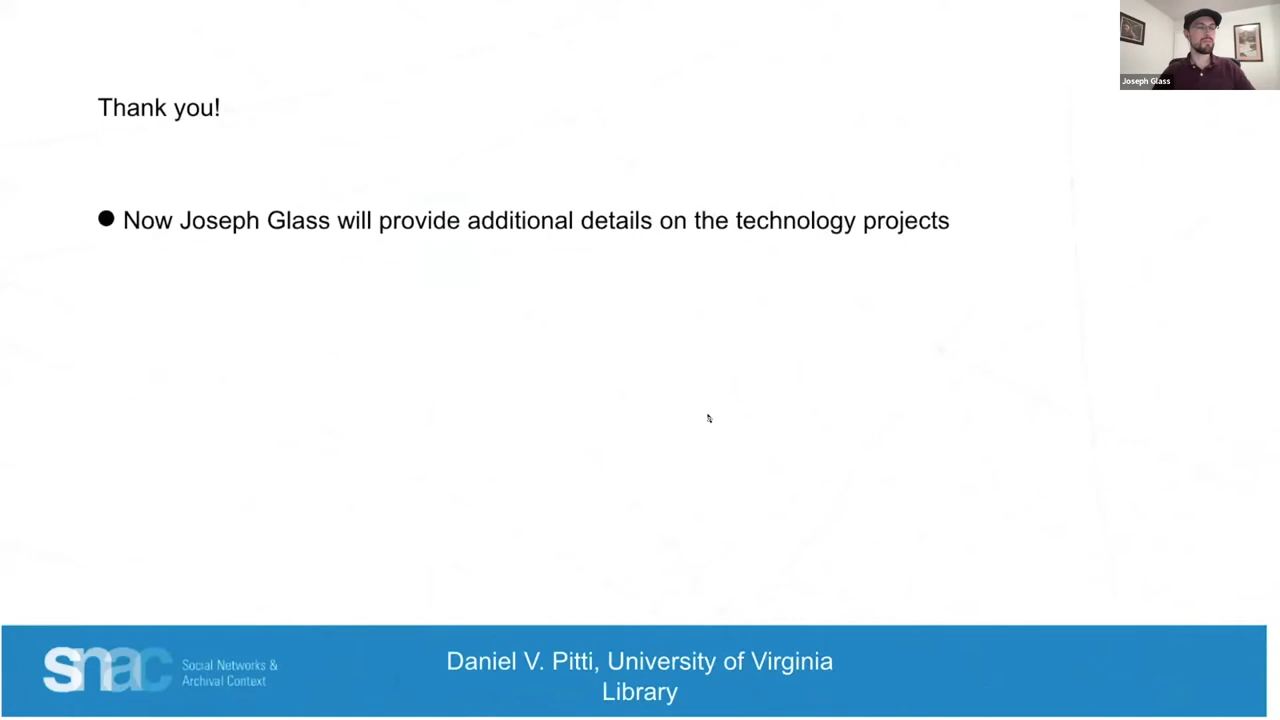 Joseph Glass
Thank you!
Now Joseph Glass will provide additional details on the technology projects
snac
Social Networks &
Archival Context
Daniel V. Pitti, University of Virginia
Library